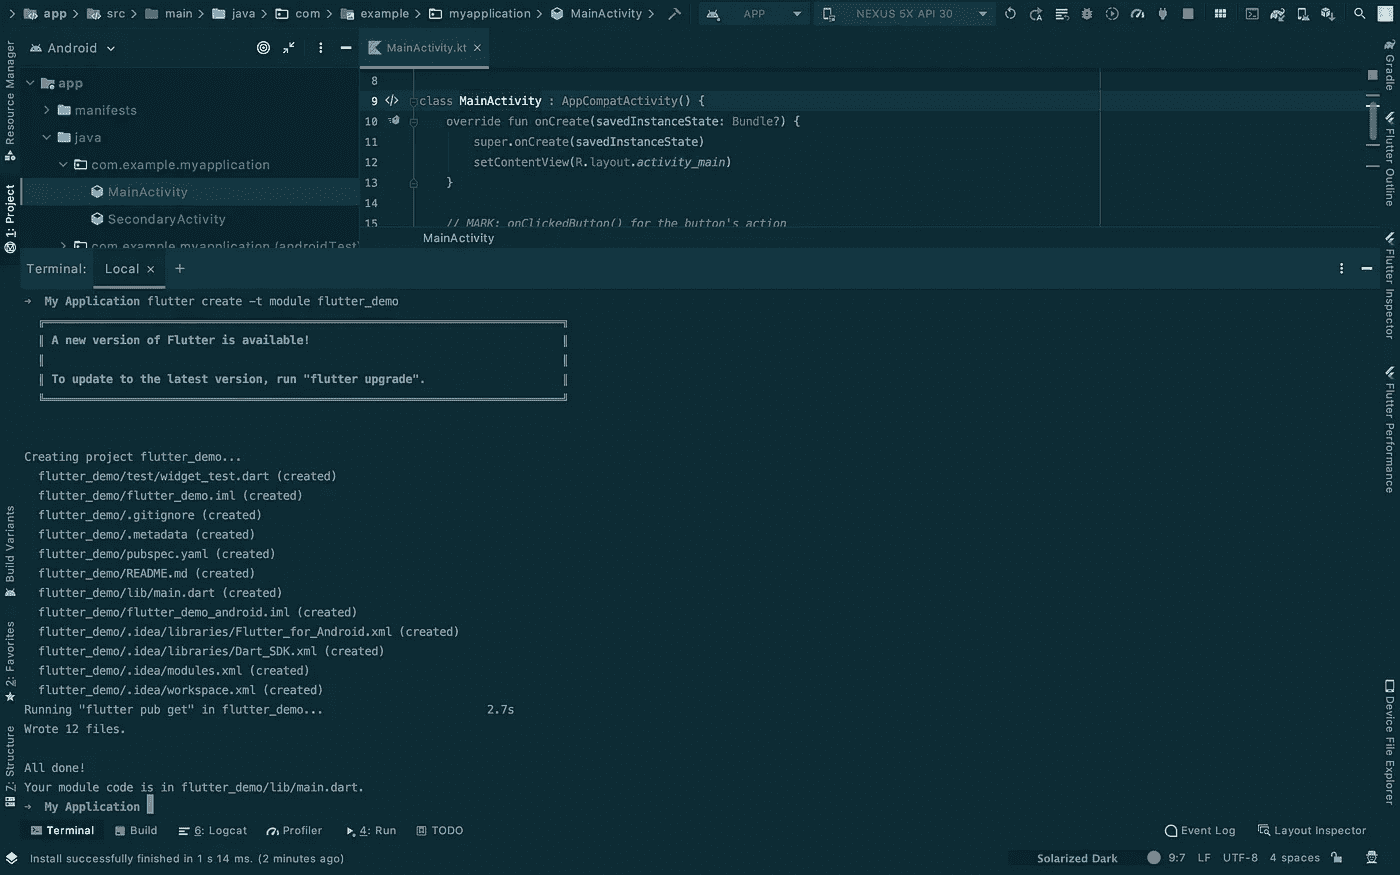 app > src > main > java > com > example > myapplication > MainActivity > APP NEXUS 5X API 30
Android
MainActivity.kt ×
app
manifests
java
com.example.myapplication
MainActivity
SecondaryActivity
com.example.myapplication (androidTest)
8
9 class MainActivity : AppCompatActivity() {
10 override fun onCreate(savedInstanceState: Bundle?) {
11 super.onCreate(savedInstanceState)
12 setContentView(R.layout.activity_main)
13 }
14
15 // MARK: onClickedButton() for the button's action
MainActivity
Resource Manager
1: Project
Build Variants
2: Favorites
7: Structure
Gradle
Flutter Outline
Flutter Inspector
Flutter Performance
Device File Explorer
Terminal: Local × +
→ My Application flutter create -t module flutter_demo
A new version of Flutter is available!
To update to the latest version, run "flutter upgrade".
Creating project flutter_demo...
flutter_demo/test/widget_test.dart (created)
flutter_demo/flutter_demo.iml (created)
flutter_demo/.gitignore (created)
flutter_demo/.metadata (created)
flutter_demo/pubspec.yaml (created)
flutter_demo/README.md (created)
flutter_demo/lib/main.dart (created)
flutter_demo/flutter_demo_android.iml (created)
flutter_demo/.idea/libraries/Flutter_for_Android.xml (created)
flutter_demo/.idea/libraries/Dart_SDK.xml (created)
flutter_demo/.idea/modules.xml (created)
flutter_demo/.idea/workspace.xml (created)
Running "flutter pub get" in flutter_demo... 2.7s
Wrote 12 files.
All done!
Your module code is in flutter_demo/lib/main.dart.
→ My Application
Terminal Build 6: Logcat Profiler 4: Run TODO Event Log Layout Inspector
Install successfully finished in 1 s 14 ms. (2 minutes ago) Solarized Dark 9:7 LF UTF-8 4 spaces